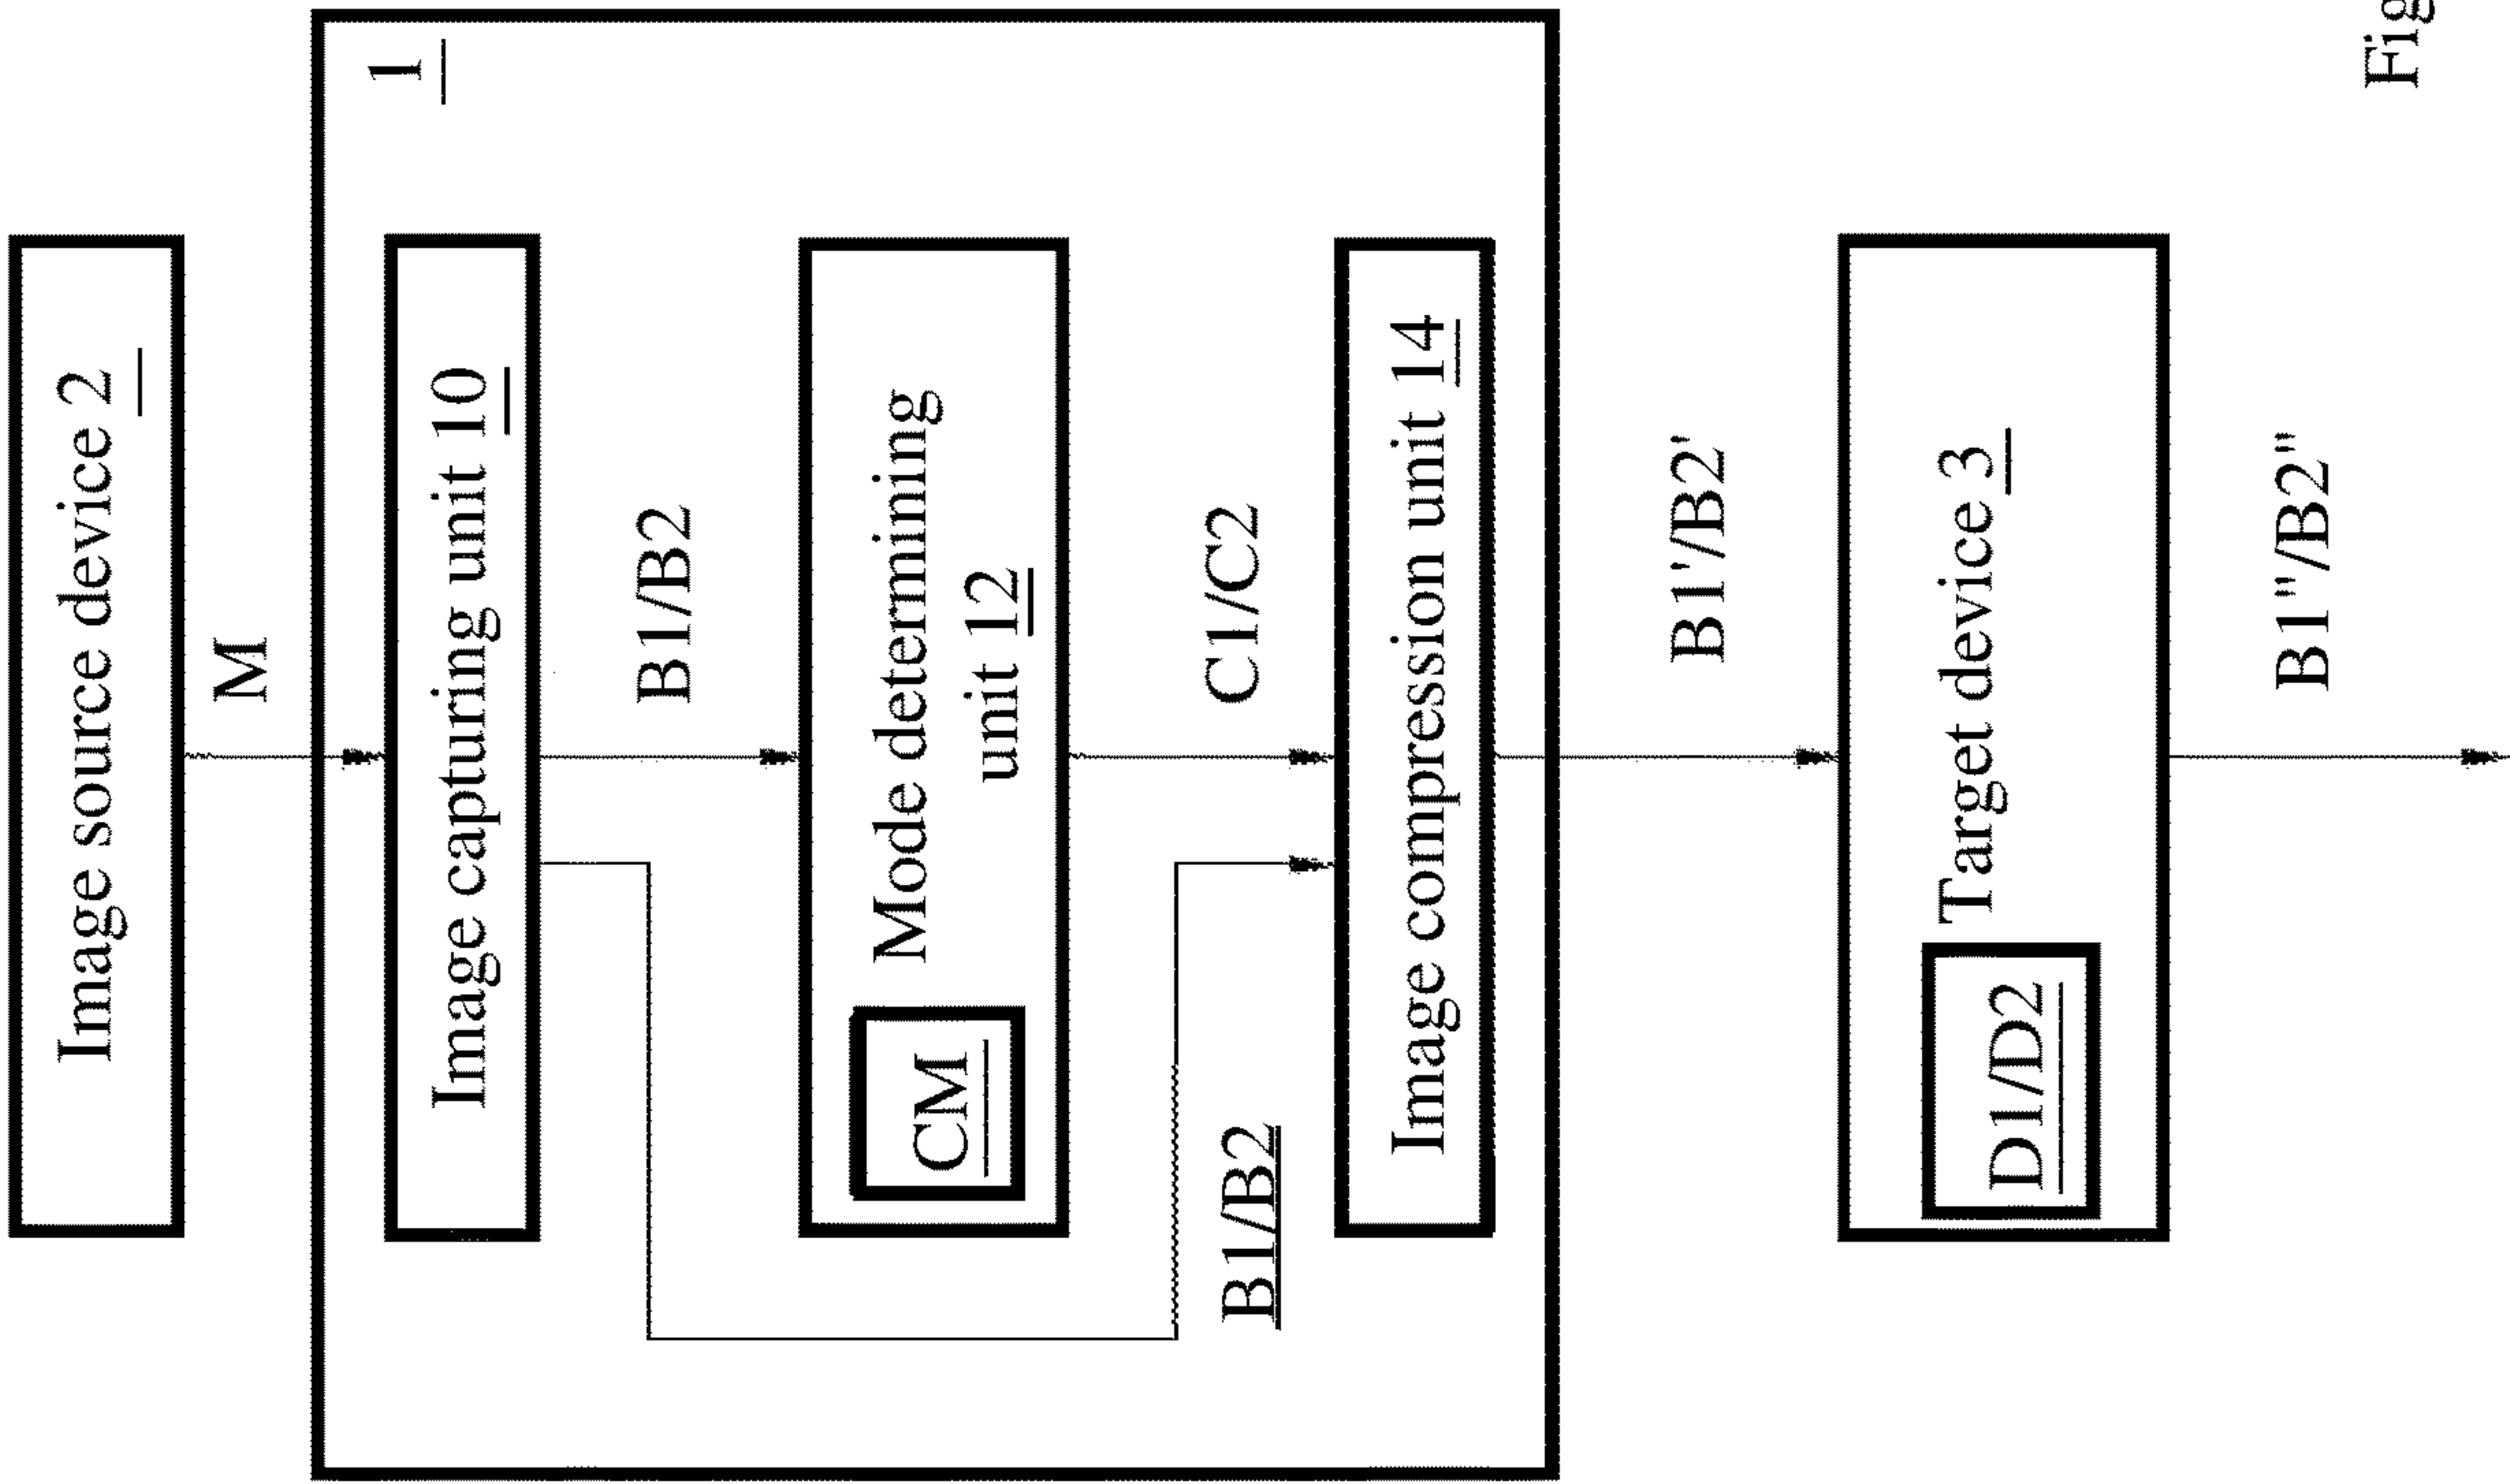 Image source device 2
M
1
Image capturing unit 10
B1/B2
CM
Mode determining
unit 12
C1/C2
B1/B2
Image compression unit 14
B1'/B2'
D1/D2
Target device 3
B1"/B2"
Fig